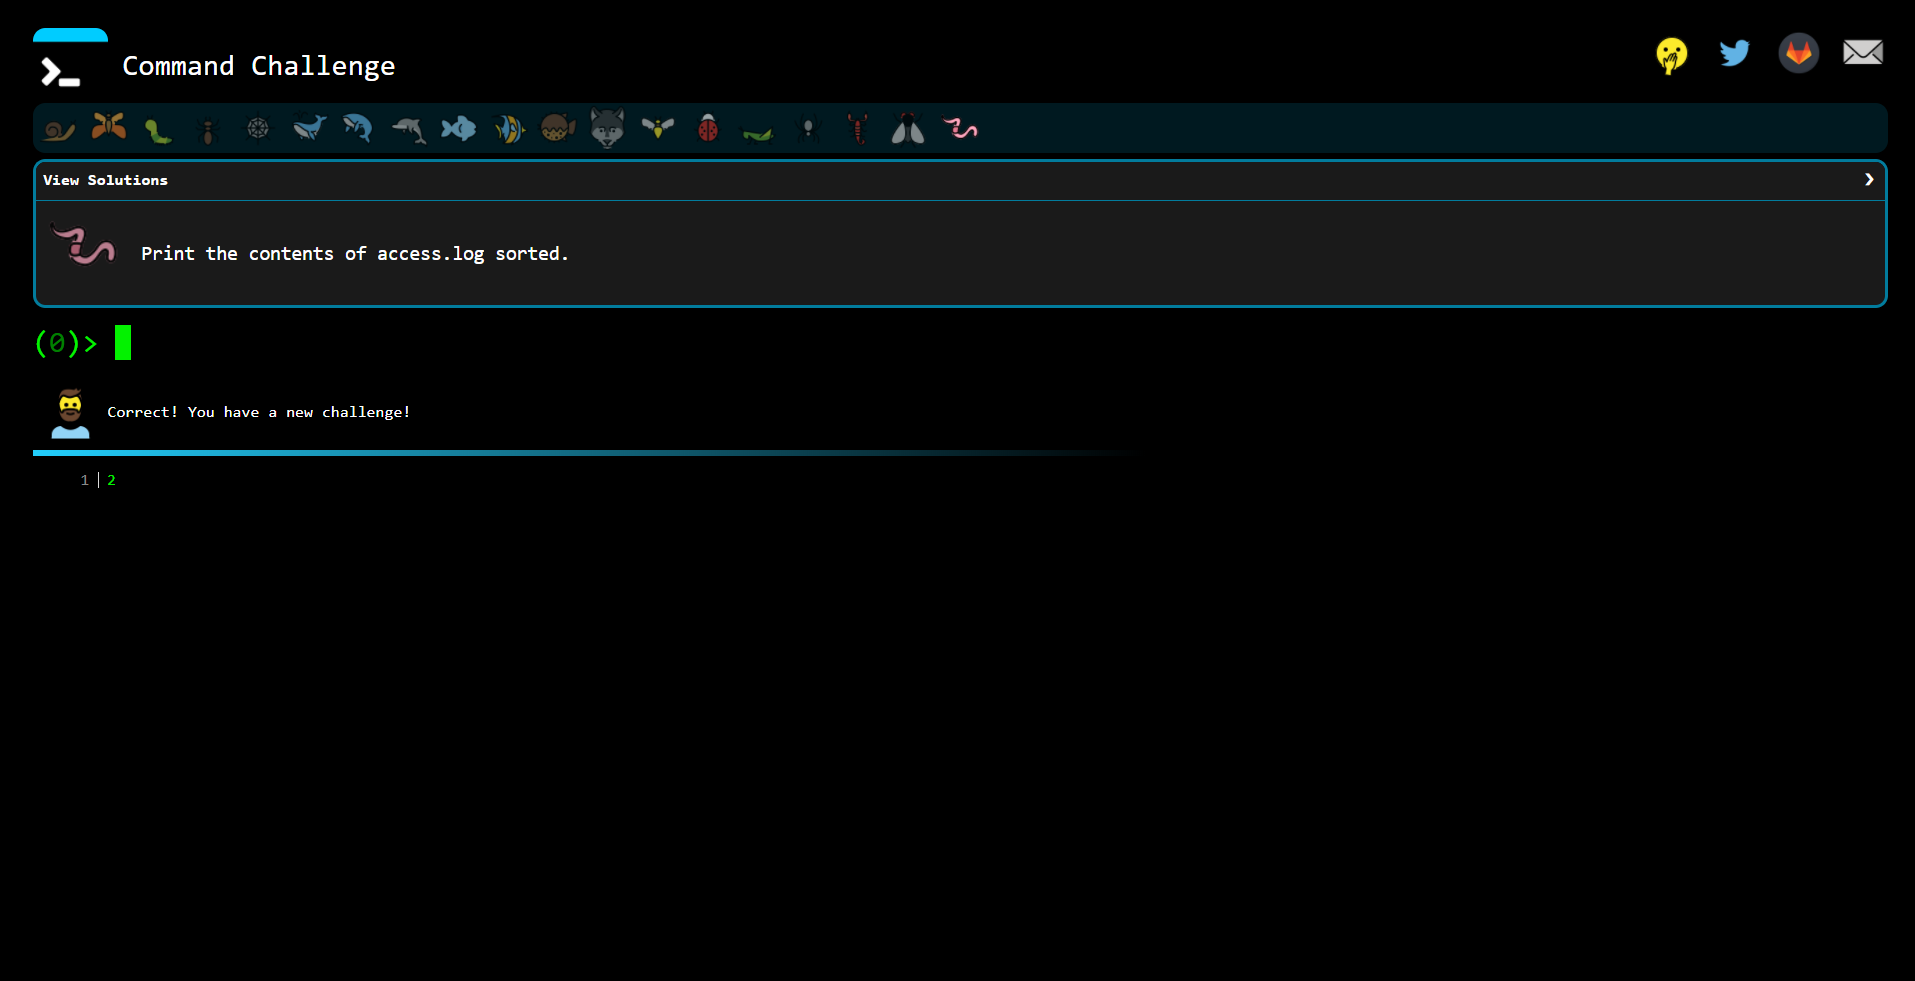 Command Challenge
View Solutions
Print the contents of access.log sorted.
(0)>
Correct! You have a new challenge!
1 | 2